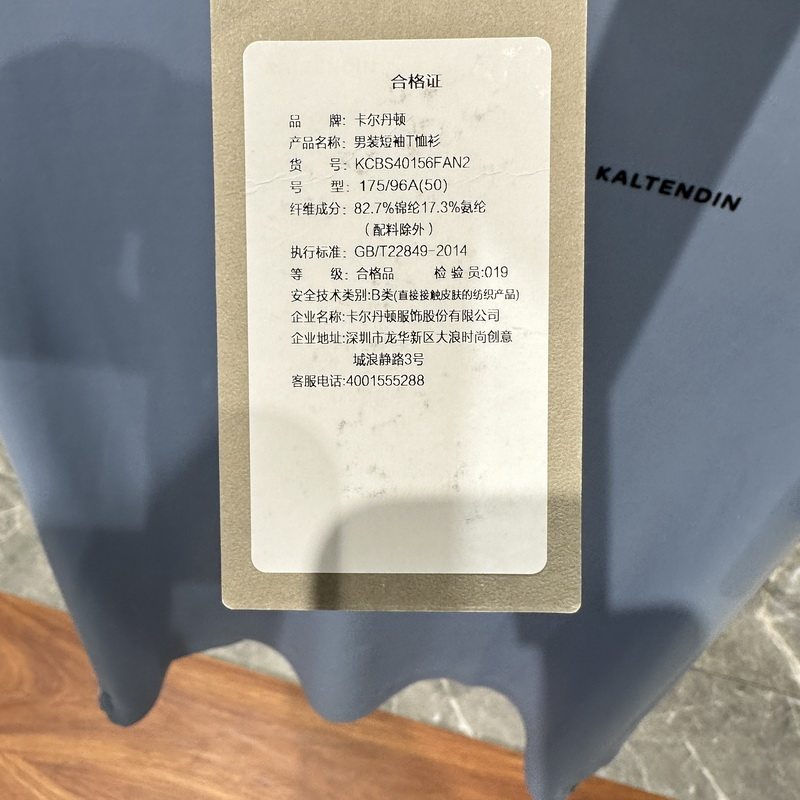 合格证
品 牌: 卡尔丹顿
产品名称: 男装短袖T恤衫
货 号: KCBS40156FAN2
号 型: 175/96A(50)
纤维成分: 82.7%锦纶17.3%氨纶
(配料除外)
执行标准: GB/T22849-2014
等 级: 合格品 检 验 员:019
安全技术类别:B类(直接接触皮肤的纺织产品)
企业名称:卡尔丹顿服饰股份有限公司
企业地址:深圳市龙华新区大浪时尚创意
城浪静路3号
客服电话:4001555288
KALTENDIN